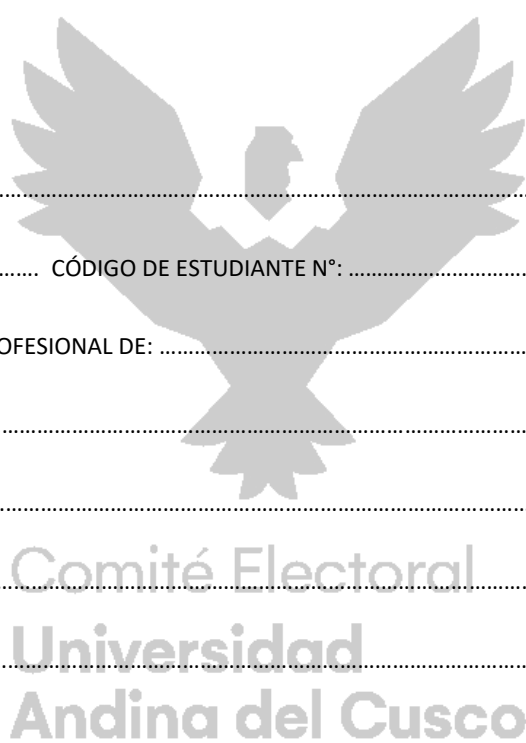 …………………………………………………………………………
……. CÓDIGO DE ESTUDIANTE N°: ……………………………
OFESIONAL DE: …………………………………………………
…………………………………………………………………………
…………………………………………………………………………
Comité Electoral
Universidad
Andina del Cusco